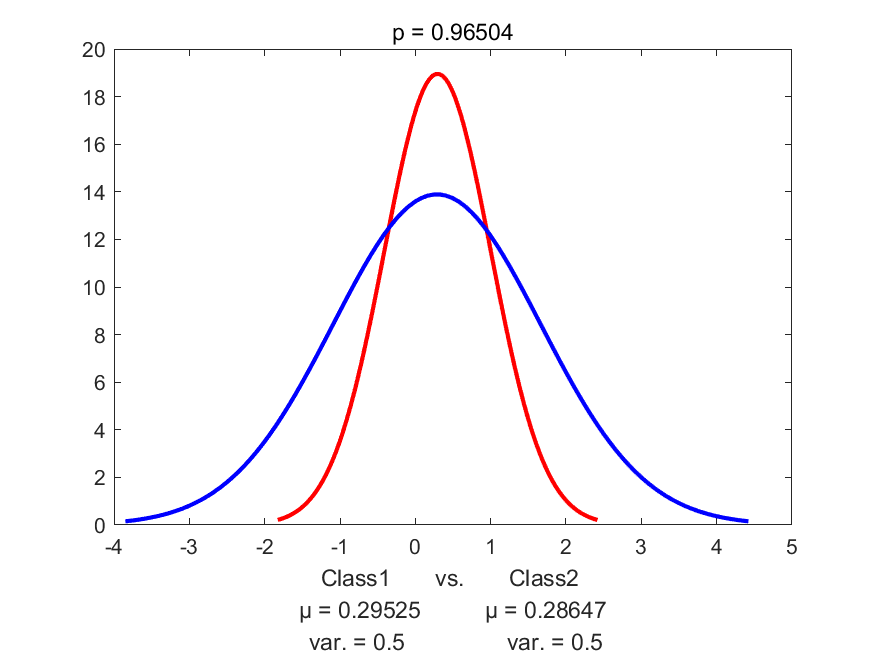 p = 0.96504
20
18
16
14
12
10
8
6
4
2
0
-4 -3 -2 -1 0 1 2 3 4 5
Class1 vs. Class2
μ = 0.29525 μ = 0.28647
var. = 0.5 var. = 0.5